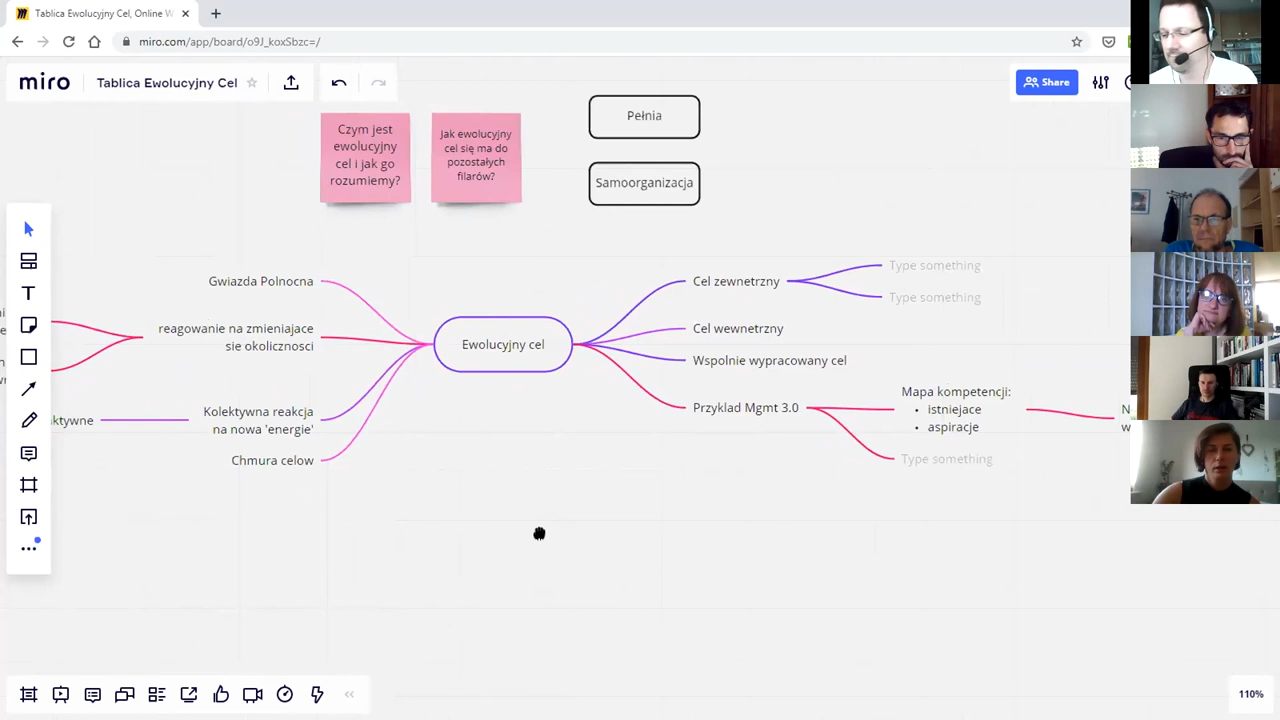 Tablica Ewolucyjny Cel, Online W
miro.com/app/board/o9J_koxSbzc=/
miro
Tablica Ewolucyjny Cel
Share
Czym jest
ewolucyjny
cel i jak go
rozumiemy?
Jak ewolucyjny
cel się ma do
pozostałych
filarów?
Pełnia
Samoorganizacja
Gwiazda Polnocna
reagowanie na zmieniajace
sie okolicznosci
Kolektywna reakcja
na nowa 'energie'
ktywne
Chmura celow
Ewolucyjny cel
Cel zewnetrzny
Type something
Type something
Cel wewnetrzny
Wspolnie wypracowany cel
Przyklad Mgmt 3.0
Mapa kompetencji:
• istniejace
• aspiracje
Type something
110%